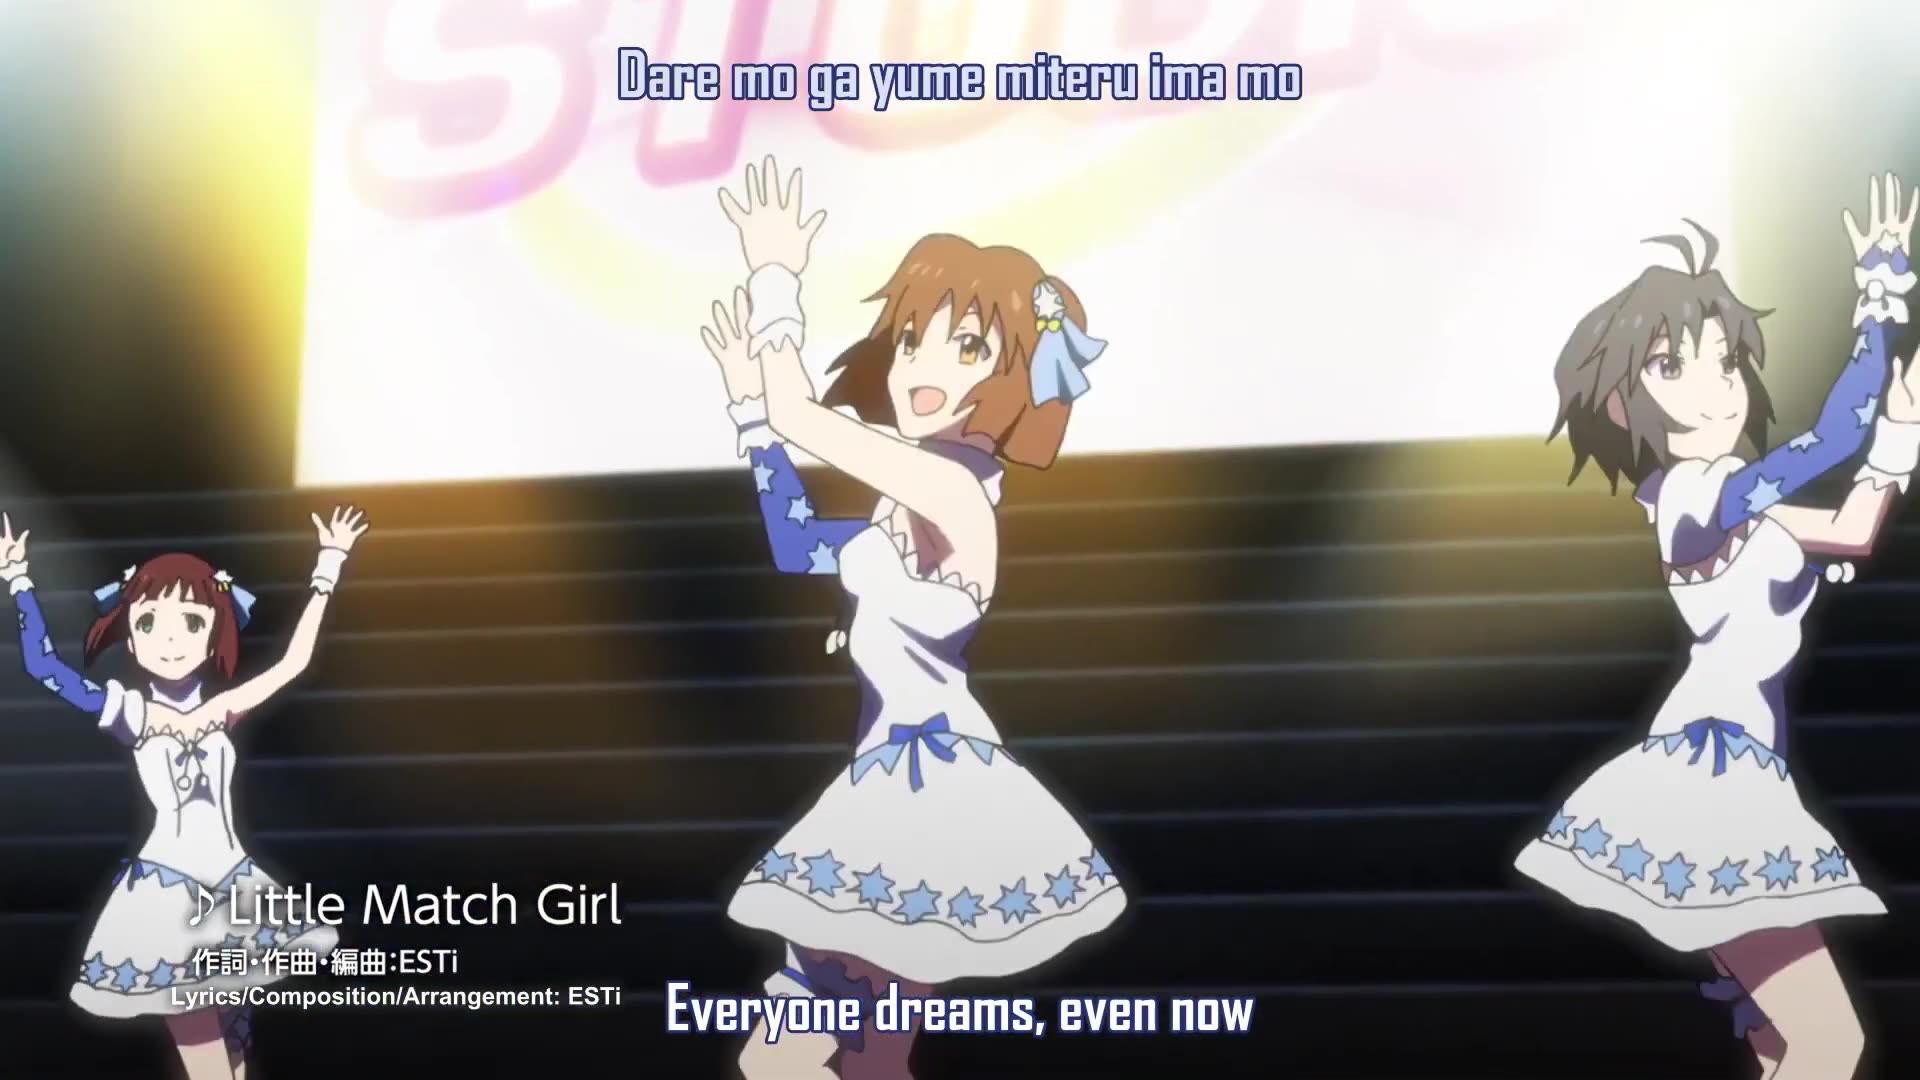 STUDIO
Dare mo ga yume miteru ima mo
♪Little Match Girl
作詞・作曲・編曲:ESTi
Lyrics/Composition/Arrangement: ESTi
Everyone dreams, even now